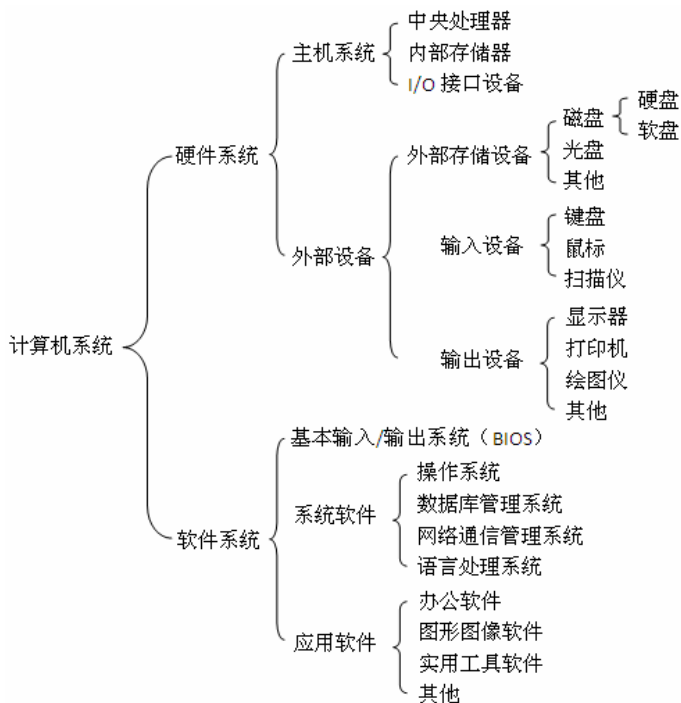 计算机系统
硬件系统
主机系统
中央处理器
内部存储器
I/O 接口设备
外部设备
外部存储设备
磁盘
硬盘
软盘
光盘
其他
输入设备
键盘
鼠标
扫描仪
输出设备
显示器
打印机
绘图仪
其他
软件系统
基本输入/输出系统（BIOS）
系统软件
操作系统
数据库管理系统
网络通信管理系统
语言处理系统
应用软件
办公软件
图形图像软件
实用工具软件
其他